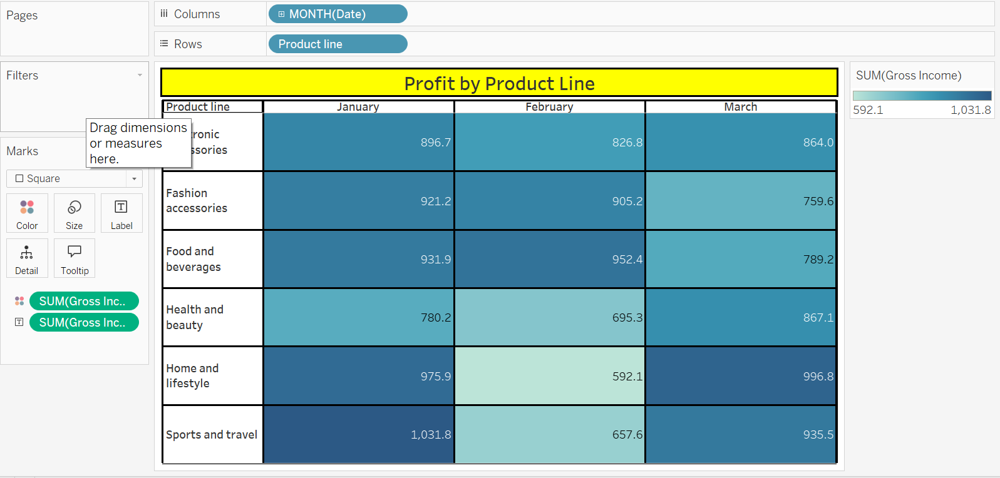 Pages
Columns
MONTH(Date)
Rows
Product line
Filters
Drag dimensions
or measures
here.
Marks
Square
Color
Size
Label
Detail
Tooltip
SUM(Gross Inc..
SUM(Gross Inc..
Profit by Product Line
Product line January February March
896.7 826.8 864.0
Fashion
accessories
921.2 905.2 759.6
Food and
beverages
931.9 952.4 789.2
Health and
beauty
780.2 695.3 867.1
Home and
lifestyle
975.9 592.1 996.8
Sports and travel 1,031.8 657.6 935.5
SUM(Gross Income)
592.1 1,031.8